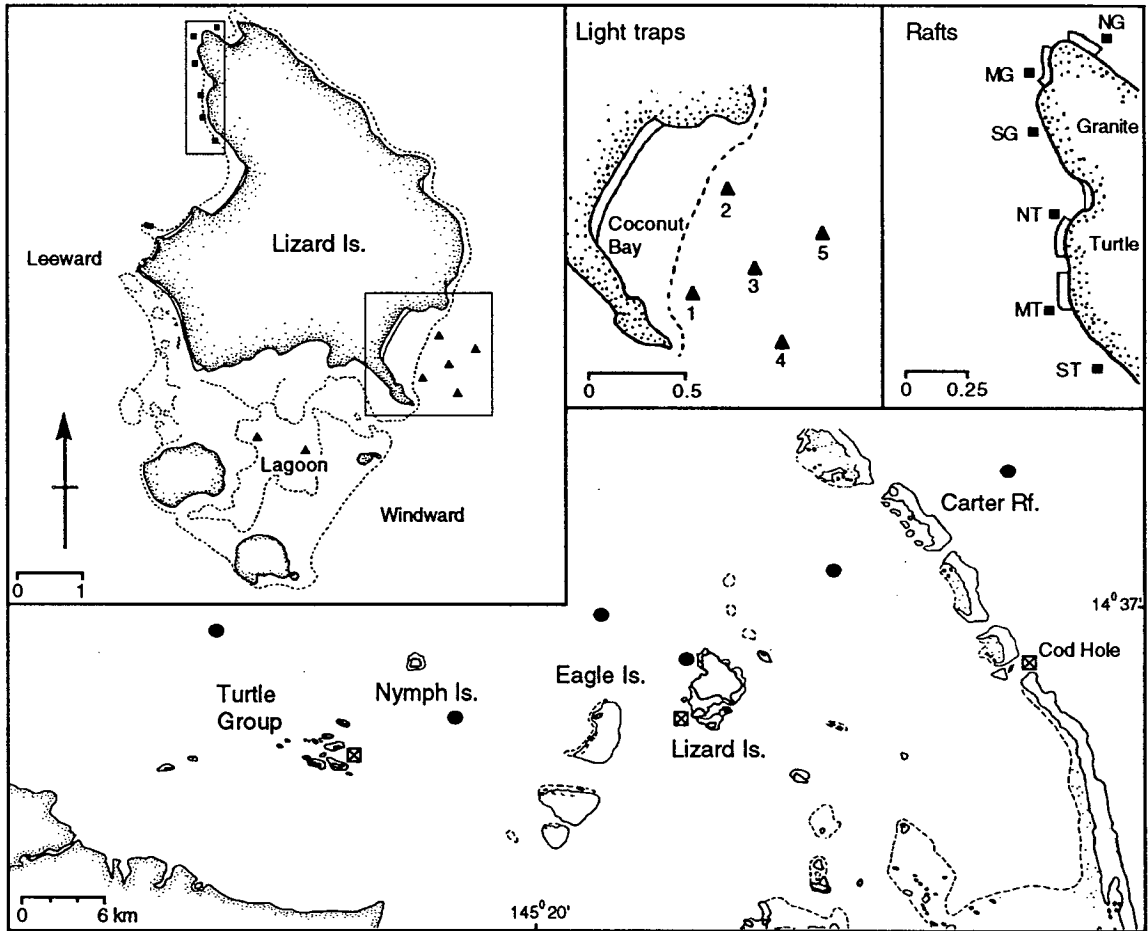 Lizard Is.
Leeward
Lagoon
Windward
0 1
Light traps
Coconut
Bay
2
5
3
1
4
0 0.5
Rafts
NG
MG
SG
Granite
NT
Turtle
MT
ST
0 0.25
Carter Rf.
14⁰ 37'
Cod Hole
Eagle Is.
Nymph Is.
Turtle
Group
Lizard Is.
0 6 km
145⁰ 20'